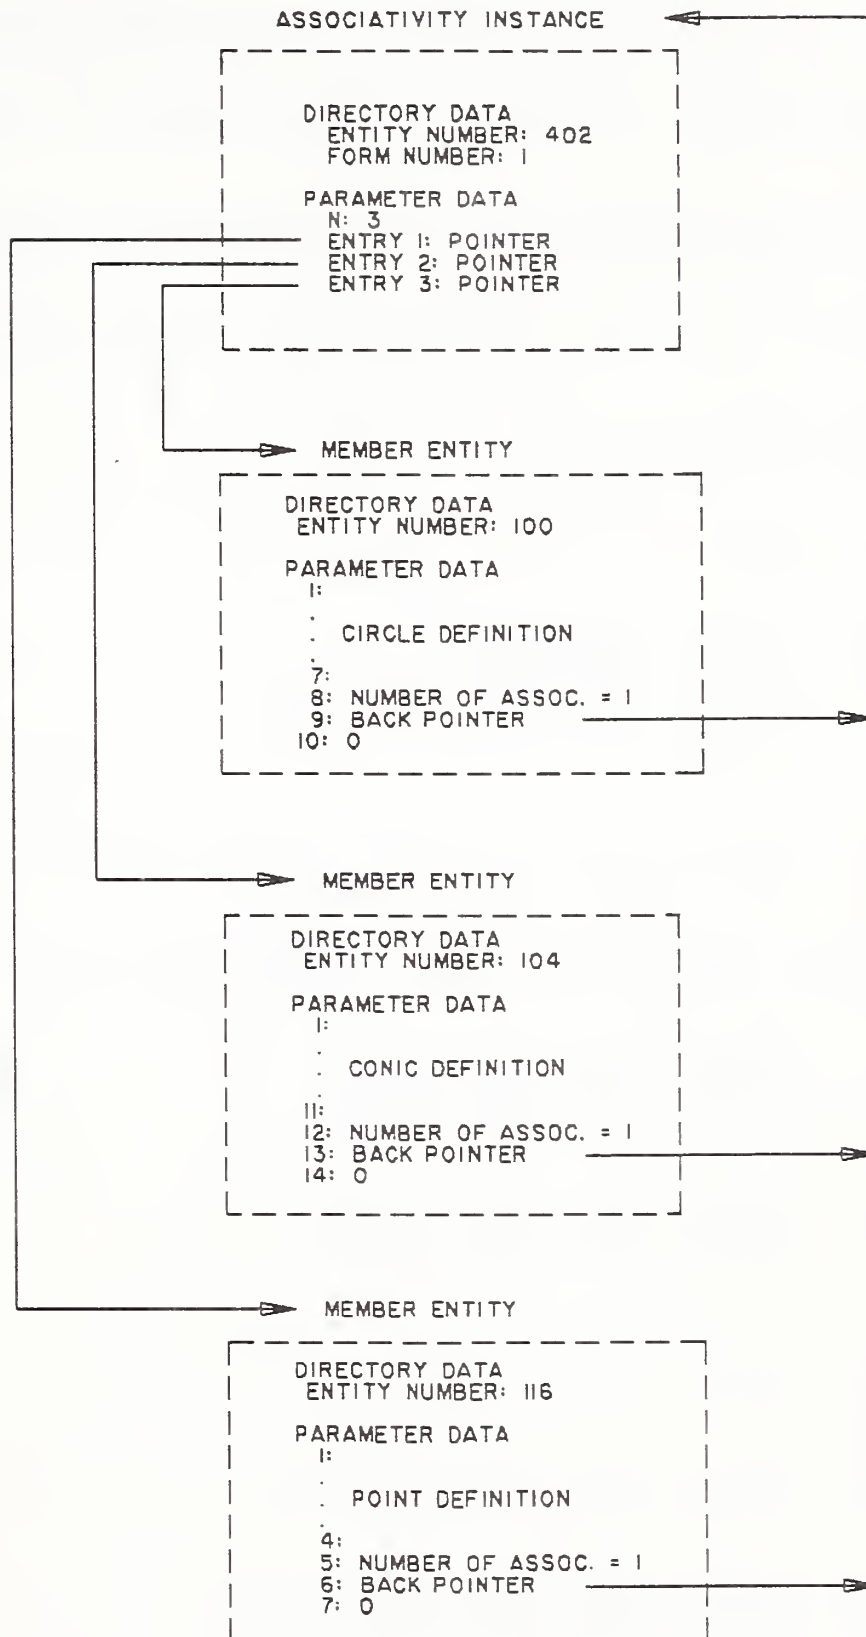 ASSOCIATIVITY INSTANCE
DIRECTORY DATA
ENTITY NUMBER: 402
FORM NUMBER: 1
PARAMETER DATA
N: 3
ENTRY 1: POINTER
ENTRY 2: POINTER
ENTRY 3: POINTER
MEMBER ENTITY
DIRECTORY DATA
ENTITY NUMBER: 100
PARAMETER DATA
1:
.
. CIRCLE DEFINITION
.
7:
8: NUMBER OF ASSOC. = 1
9: BACK POINTER
10: 0
MEMBER ENTITY
DIRECTORY DATA
ENTITY NUMBER: 104
PARAMETER DATA
1:
.
. CONIC DEFINITION
.
11:
12: NUMBER OF ASSOC. = 1
13: BACK POINTER
14: 0
MEMBER ENTITY
DIRECTORY DATA
ENTITY NUMBER: 116
PARAMETER DATA
1:
.
. POINT DEFINITION
.
4:
5: NUMBER OF ASSOC. = 1
6: BACK POINTER
7: 0